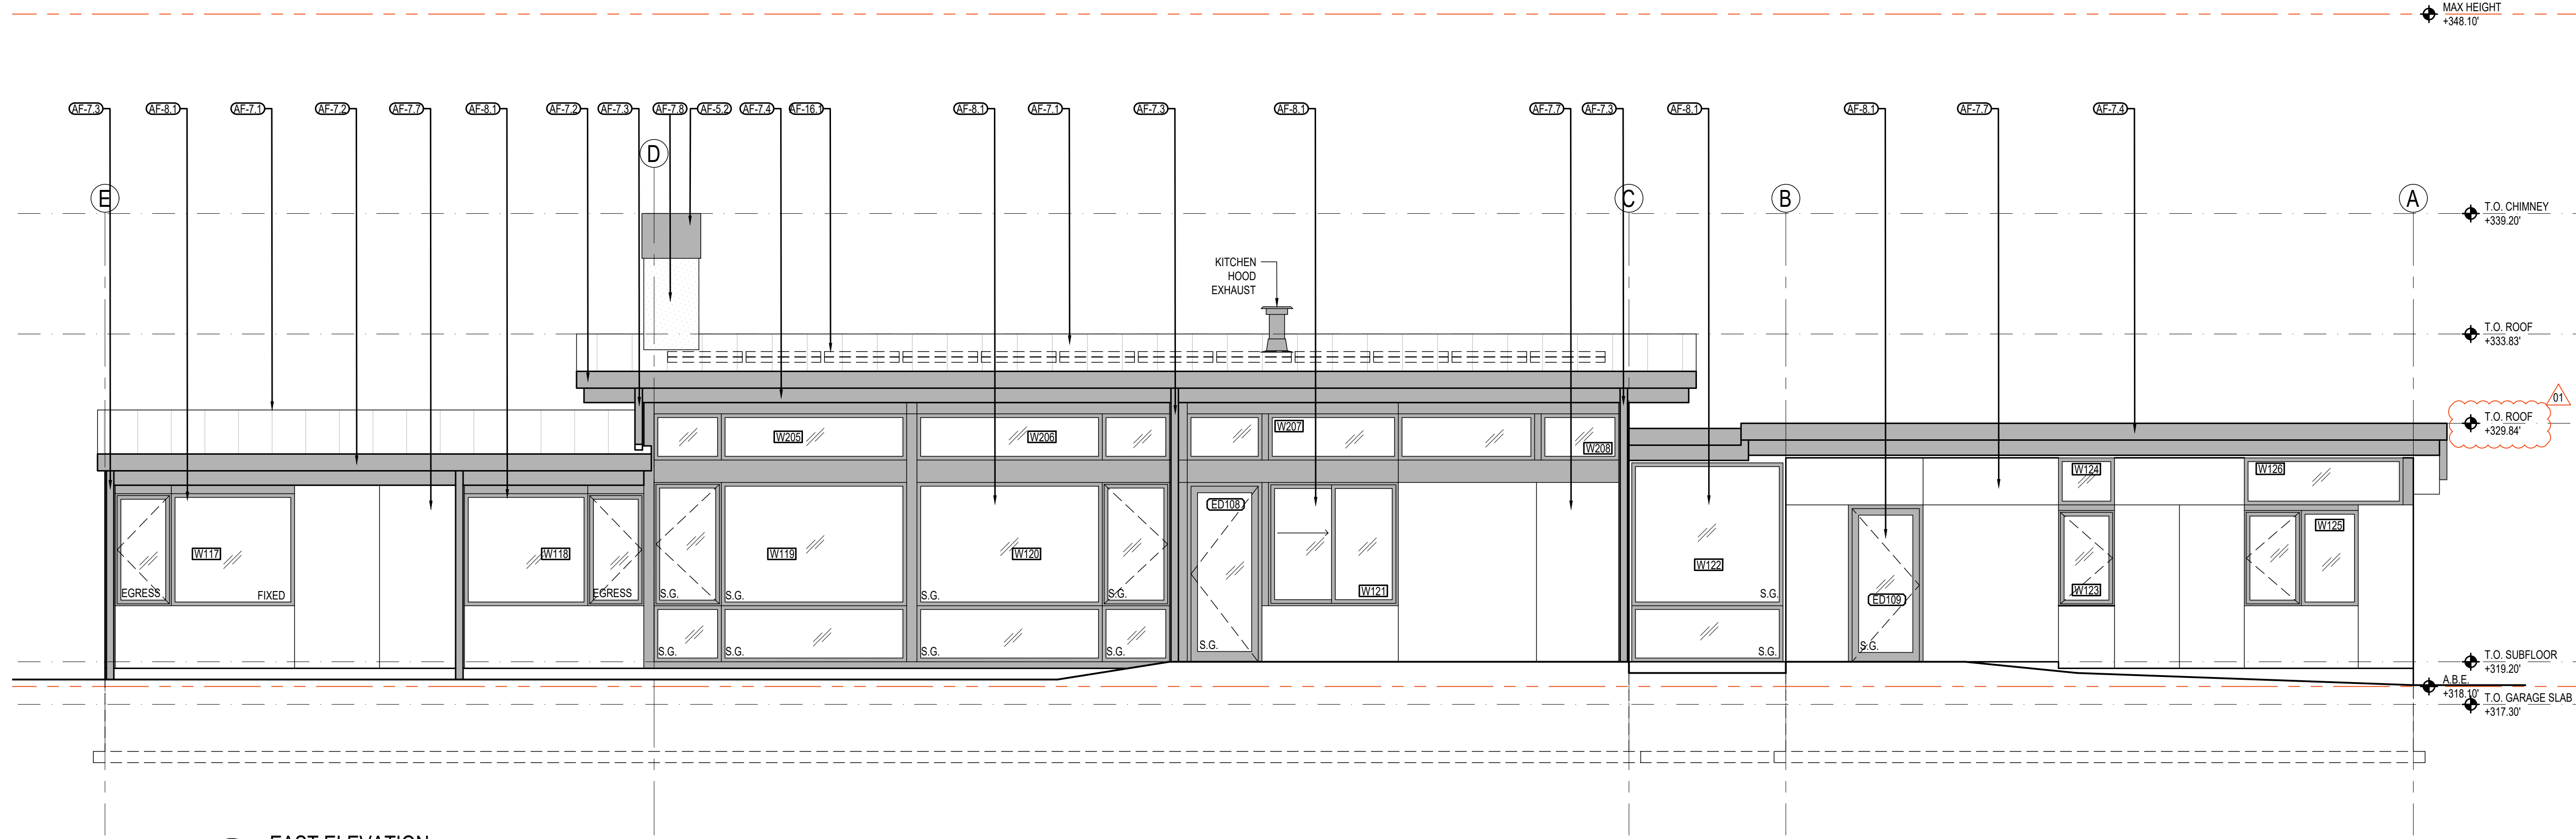 MAX HEIGHT
+348.10'
AF-7.3
AF-8.1
AF-7.1
AF-7.2
AF-7.7
AF-8.1
AF-7.2
AF-7.3
AF-7.8
AF-5.2
AF-7.4
AF-16.1
AF-8.1
AF-7.1
AF-7.3
AF-8.1
AF-7.7
AF-7.3
AF-8.1
AF-8.1
AF-7.7
AF-7.4
D
E
C
B
A
T.O. CHIMNEY
+339.20'
KITCHEN
HOOD
EXHAUST
T.O. ROOF
+333.83'
01
T.O. ROOF
+329.84'
W205
W206
W207
W208
W124
W126
ED108
W125
W117
W118
W119
W120
W122
W121
W123
ED109
EGRESS
FIXED
EGRESS
S.G.
S.G.
S.G.
S.G.
S.G.
S.G.
S.G.
S.G.
S.G.
S.G.
S.G.
S.G.
S.G.
T.O. SUBFLOOR
+319.20'
A.B.E.
+318.10'
T.O. GARAGE SLAB
+317.30'
EAST ELEVATION